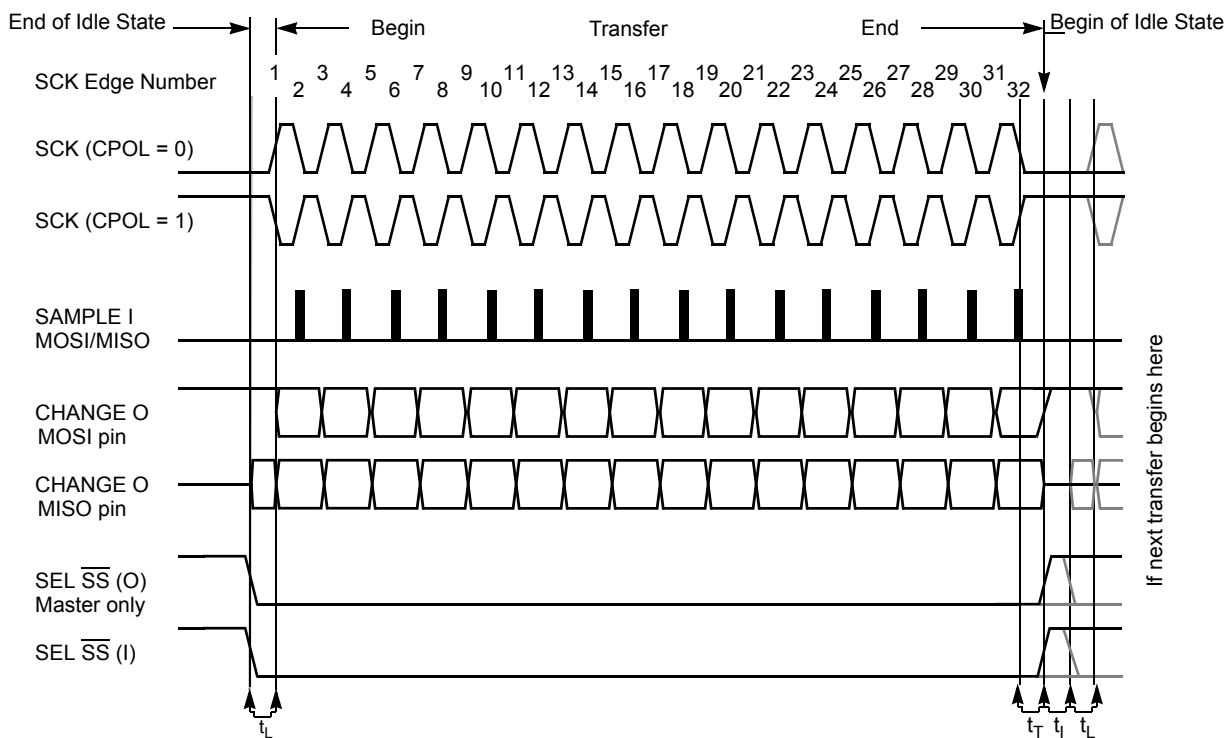 End of Idle State
Begin
Transfer
End
Begin of Idle State
SCK Edge Number
1 3 5 7 9 11 13 15 17 19 21 23 25 27 29 31
2 4 6 8 10 12 14 16 18 20 22 24 26 28 30 32
SCK (CPOL = 0)
SCK (CPOL = 1)
SAMPLE I
MOSI/MISO
CHANGE O
MOSI pin
CHANGE O
MISO pin
SEL S̅S̅ (O)
Master only
SEL S̅S̅ (I)
If next transfer begins here
tL
tT tI tL